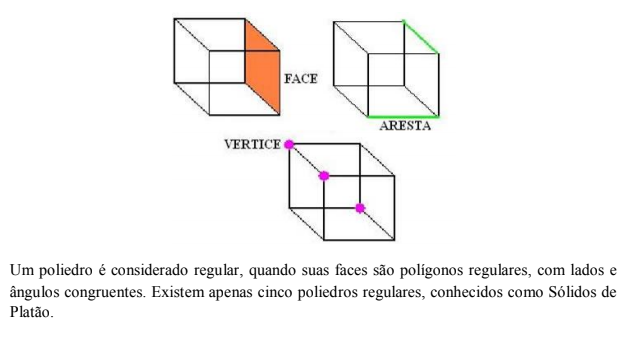 FACE
ARESTA
VERTICE
Um poliedro é considerado regular, quando suas faces são polígonos regulares, com lados e
ângulos congruentes. Existem apenas cinco poliedros regulares, conhecidos como Sólidos de
Platão.